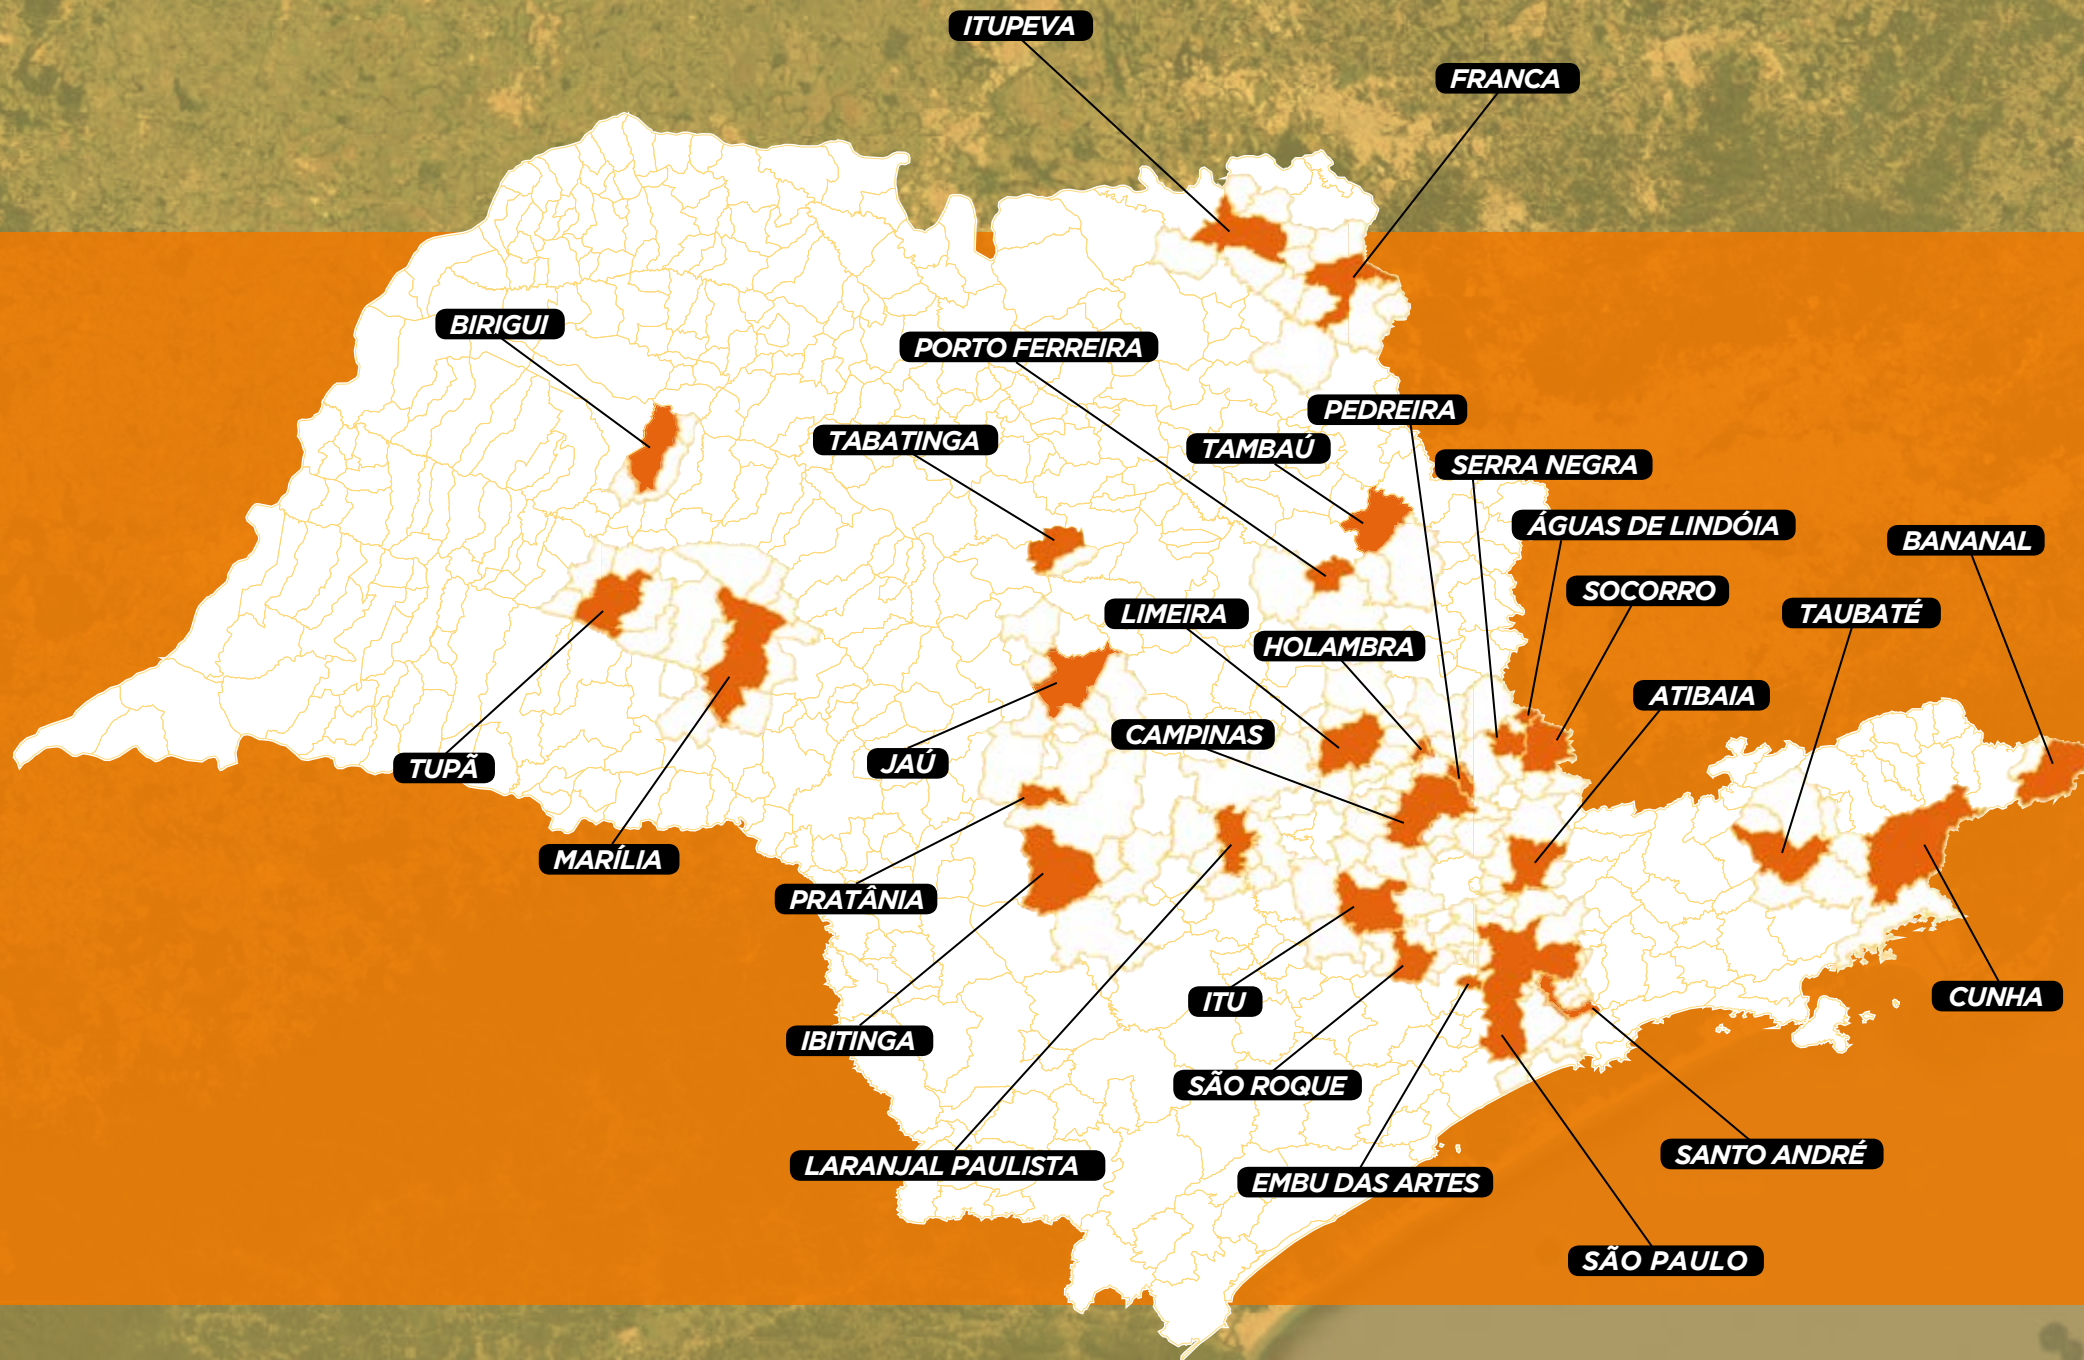 ITUPEVA
FRANCA
BIRIGUI
PORTO FERREIRA
PEDREIRA
TABATINGA
TAMBAÚ
SERRA NEGRA
ÁGUAS DE LINDÓIA
BANANAL
SOCORRO
LIMEIRA
TAUBATÉ
HOLAMBRA
ATIBAIA
CAMPINAS
JAÚ
TUPÃ
MARÍLIA
PRATÂNIA
CUNHA
ITU
IBITINGA
SÃO ROQUE
SANTO ANDRÉ
LARANJAL PAULISTA
EMBU DAS ARTES
SÃO PAULO